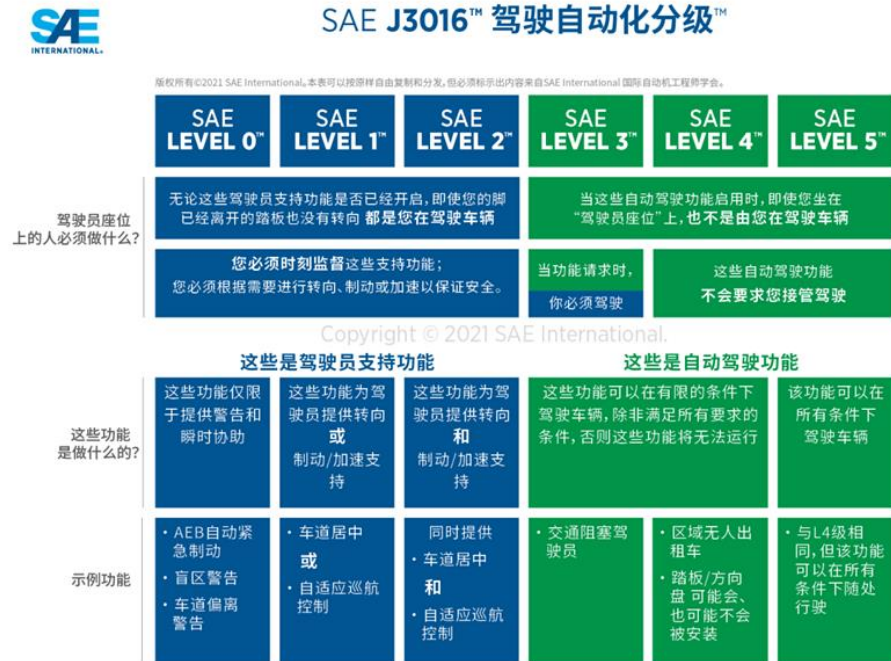 SAE
INTERNATIONAL®
SAE J3016™ 驾驶自动化分级™
版权所有©2021 SAE International。本表可以按原样自由复制和分发,但必须标示出内容来自SAE International 国际自动机工程师学会。
SAE
LEVEL 0™
SAE
LEVEL 1™
SAE
LEVEL 2™
SAE
LEVEL 3™
SAE
LEVEL 4™
SAE
LEVEL 5™
驾驶员座位
上的人必须做什么?
无论这些驾驶员支持功能是否已经开启,即使您的脚
已经离开的踏板也没有转向 都是您在驾驶车辆
当这些自动驾驶功能启用时,即使您坐在
“驾驶员座位”上,也不是由您在驾驶车辆
您必须时刻监督这些支持功能;
您必须根据需要进行转向、制动或加速以保证安全。
当功能请求时,
你必须驾驶
这些自动驾驶功能
不会要求您接管驾驶
Copyright © 2021 SAE International.
这些是驾驶员支持功能
这些是自动驾驶功能
这些功能
是做什么的?
这些功能仅限
于提供警告和
瞬时协助
这些功能为驾
驶员提供转向
或
制动/加速支
持
这些功能为驾
驶员提供转向
和
制动/加速支
持
这些功能可以在有限的条件下
驾驶车辆,除非满足所有要求的
条件,否则这些功能将无法运行
该功能可以在
所有条件下
驾驶车辆
示例功能
· AEB自动紧
急制动
· 盲区警告
· 车道偏离
警告
· 车道居中
或
· 自适应巡航
控制
同时提供
· 车道居中
和
· 自适应巡航
控制
· 交通阻塞驾
驶员
· 区域无人出
租车
· 踏板/方向
盘 可能会、
也可能不会
被安装
· 与L4级相
同,但该功能
可以在所有
条件下随处
行驶